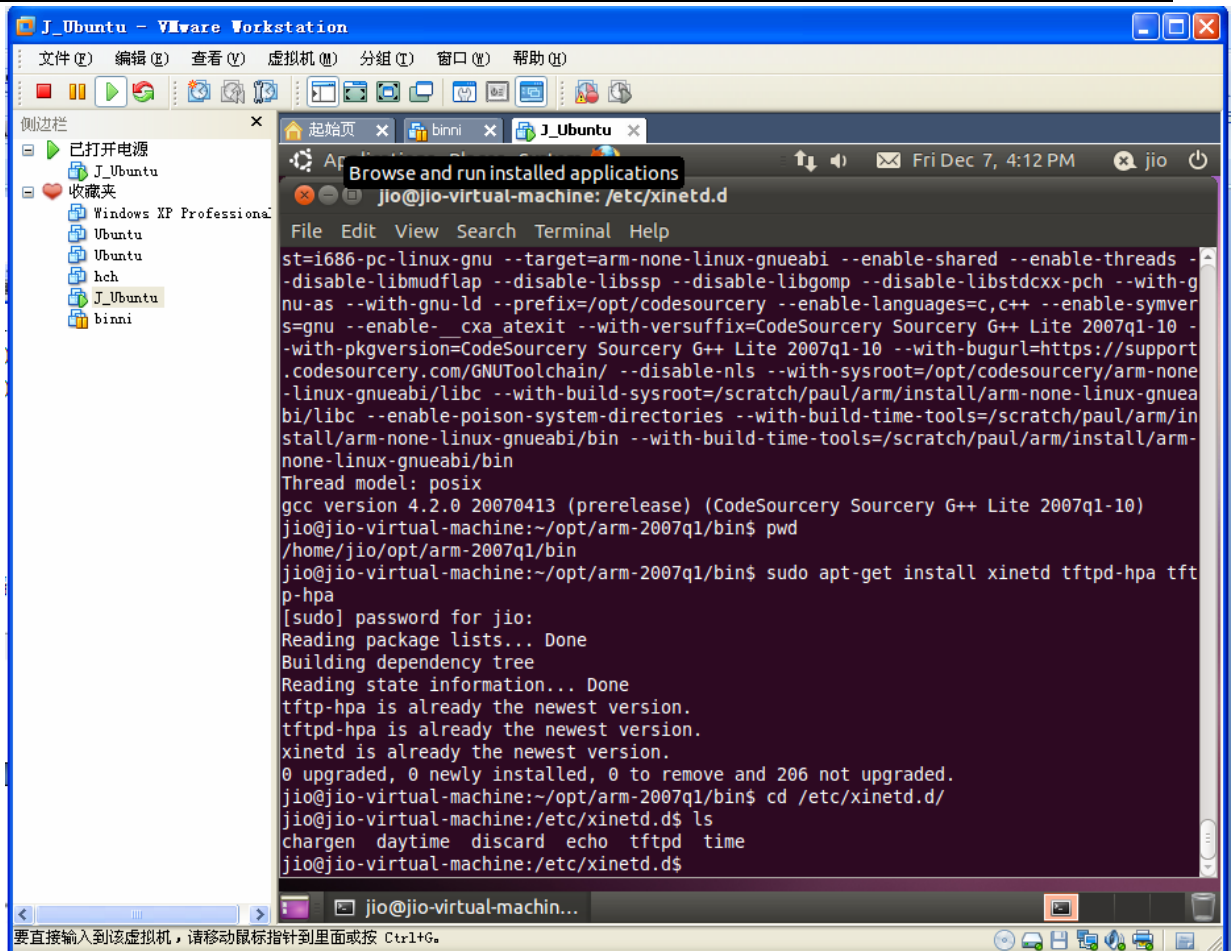 J_Ubuntu - VMware Workstation
文件(F) 编辑(E) 查看(V) 虚拟机(M) 分组(T) 窗口(W) 帮助(H)
侧边栏
已打开电源
J_Ubuntu
收藏夹
Windows XP Professional
Ubuntu
Ubuntu
hch
J_Ubuntu
binni
起始页 binni J_Ubuntu
Fri Dec 7, 4:12 PM jio
Browse and run installed applications
jio@jio-virtual-machine: /etc/xinetd.d
File Edit View Search Terminal Help
st=i686-pc-linux-gnu --target=arm-none-linux-gnueabi --enable-shared --enable-threads -
-disable-libmudflap --disable-libssp --disable-libgomp --disable-libstdcxx-pch --with-g
nu-as --with-gnu-ld --prefix=/opt/codesourcery --enable-languages=c,c++ --enable-symver
s=gnu --enable-__cxa_atexit --with-versuffix=CodeSourcery Sourcery G++ Lite 2007q1-10 -
-with-pkgversion=CodeSourcery Sourcery G++ Lite 2007q1-10 --with-bugurl=https://support
.codesourcery.com/GNUToolchain/ --disable-nls --with-sysroot=/opt/codesourcery/arm-none
-linux-gnueabi/libc --with-build-sysroot=/scratch/paul/arm/install/arm-none-linux-gnuea
bi/libc --enable-poison-system-directories --with-build-time-tools=/scratch/paul/arm/in
stall/arm-none-linux-gnueabi/bin --with-build-time-tools=/scratch/paul/arm/install/arm-
none-linux-gnueabi/bin
Thread model: posix
gcc version 4.2.0 20070413 (prerelease) (CodeSourcery Sourcery G++ Lite 2007q1-10)
jio@jio-virtual-machine:~/opt/arm-2007q1/bin$ pwd
/home/jio/opt/arm-2007q1/bin
jio@jio-virtual-machine:~/opt/arm-2007q1/bin$ sudo apt-get install xinetd tftpd-hpa tft
p-hpa
[sudo] password for jio:
Reading package lists... Done
Building dependency tree
Reading state information... Done
tftp-hpa is already the newest version.
tftpd-hpa is already the newest version.
xinetd is already the newest version.
0 upgraded, 0 newly installed, 0 to remove and 206 not upgraded.
jio@jio-virtual-machine:~/opt/arm-2007q1/bin$ cd /etc/xinetd.d/
jio@jio-virtual-machine:/etc/xinetd.d$ ls
chargen daytime discard echo tftpd time
jio@jio-virtual-machine:/etc/xinetd.d$
jio@jio-virtual-machin...
要直接输入到该虚拟机，请移动鼠标指针到里面或按 Ctrl+G。